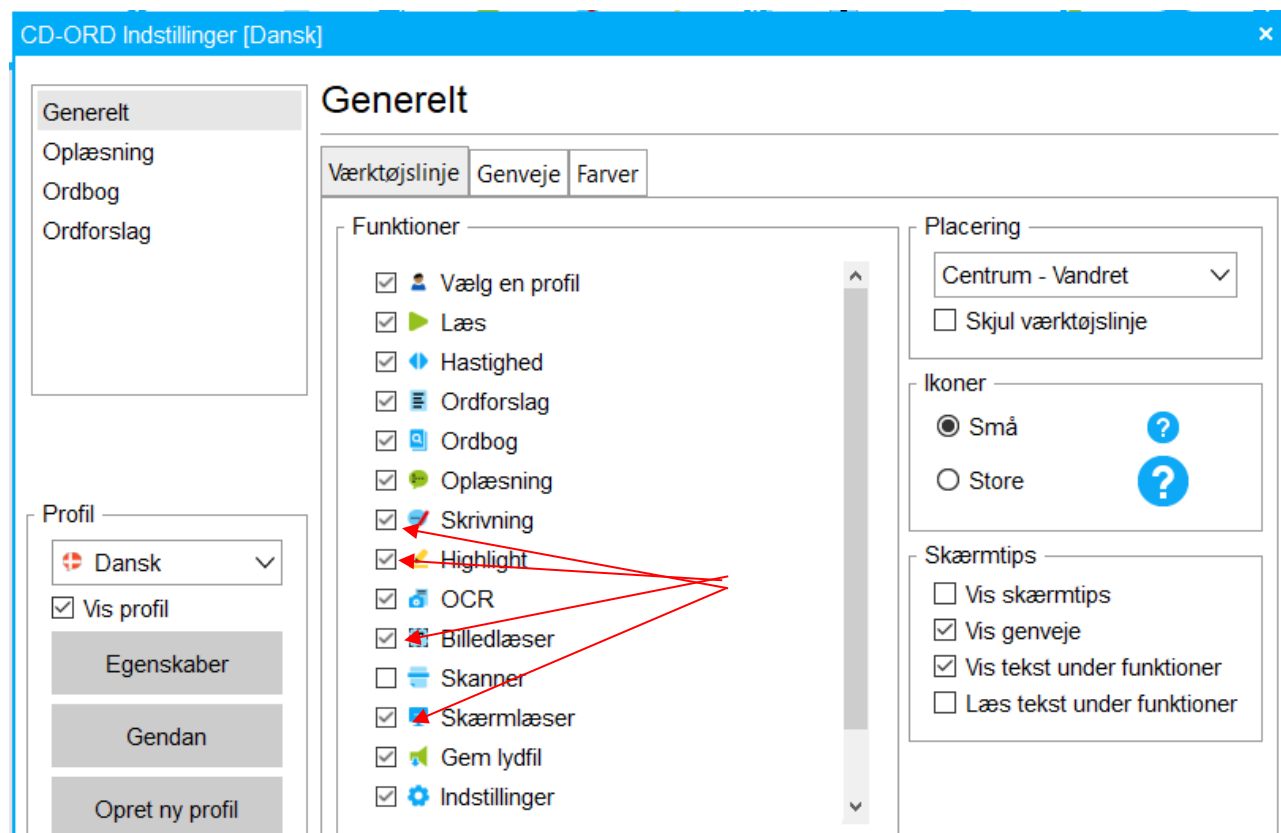 CD-ORD Indstillinger [Dansk]
Generelt
Oplæsning
Ordbog
Ordforslag
Profil
Dansk
Vis profil
Egenskaber
Gendan
Opret ny profil
Generelt
Værktøjslinje
Genveje
Farver
Funktioner
Vælg en profil
Læs
Hastighed
Ordforslag
Ordbog
Oplæsning
Skrivning
Highlight
OCR
Billedlæser
Skanner
Skærmlæser
Gem lydfil
Indstillinger
Placering
Centrum - Vandret
Skjul værktøjslinje
Ikoner
Små
?
Store
?
Skærmtips
Vis skærmtips
Vis genveje
Vis tekst under funktioner
Læs tekst under funktioner